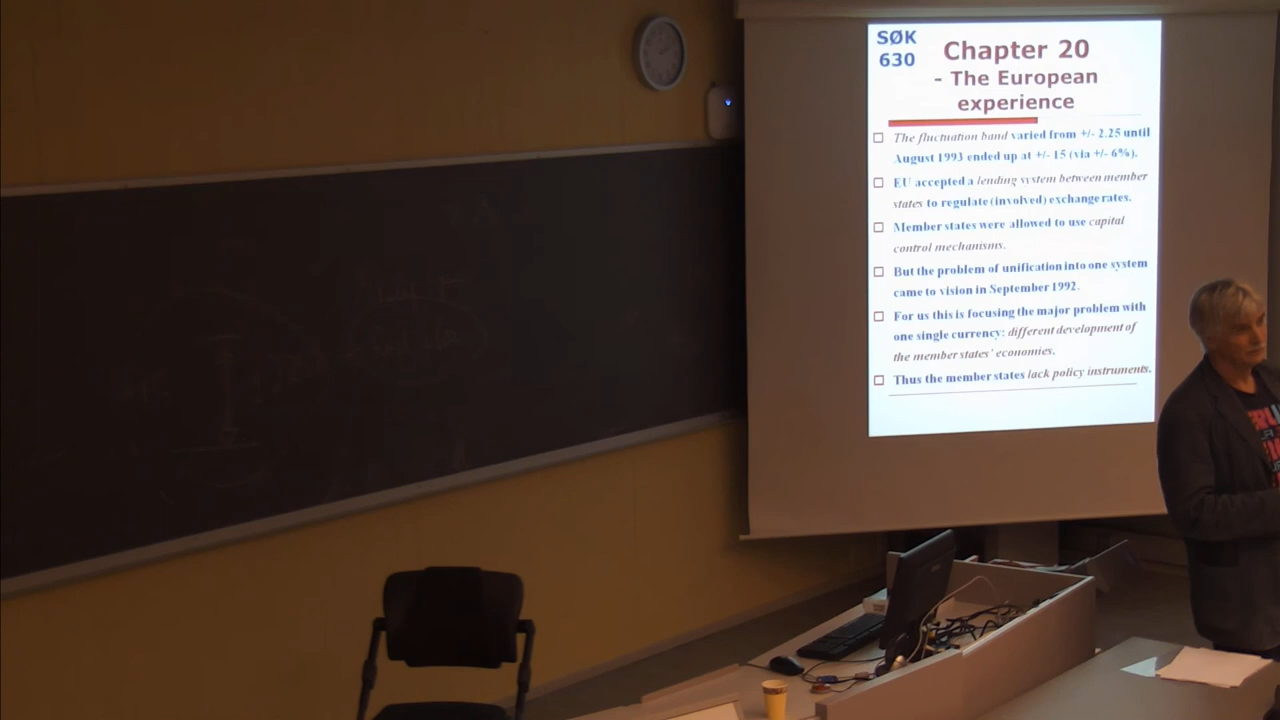 SØK
630
Chapter 20
- The European
experience
The fluctuation band varied from +/- 2.25 until
August 1993 ended up at +/- 15 (via +/- 6%).
EU accepted a lending system between member
states to regulate (involved) exchange rates.
Member states were allowed to use capital
control mechanisms.
But the problem of unification into one system
came to vision in September 1992.
For us this is focusing the major problem with
one single currency: different development of
the member states' economies.
Thus the member states lack policy instruments.